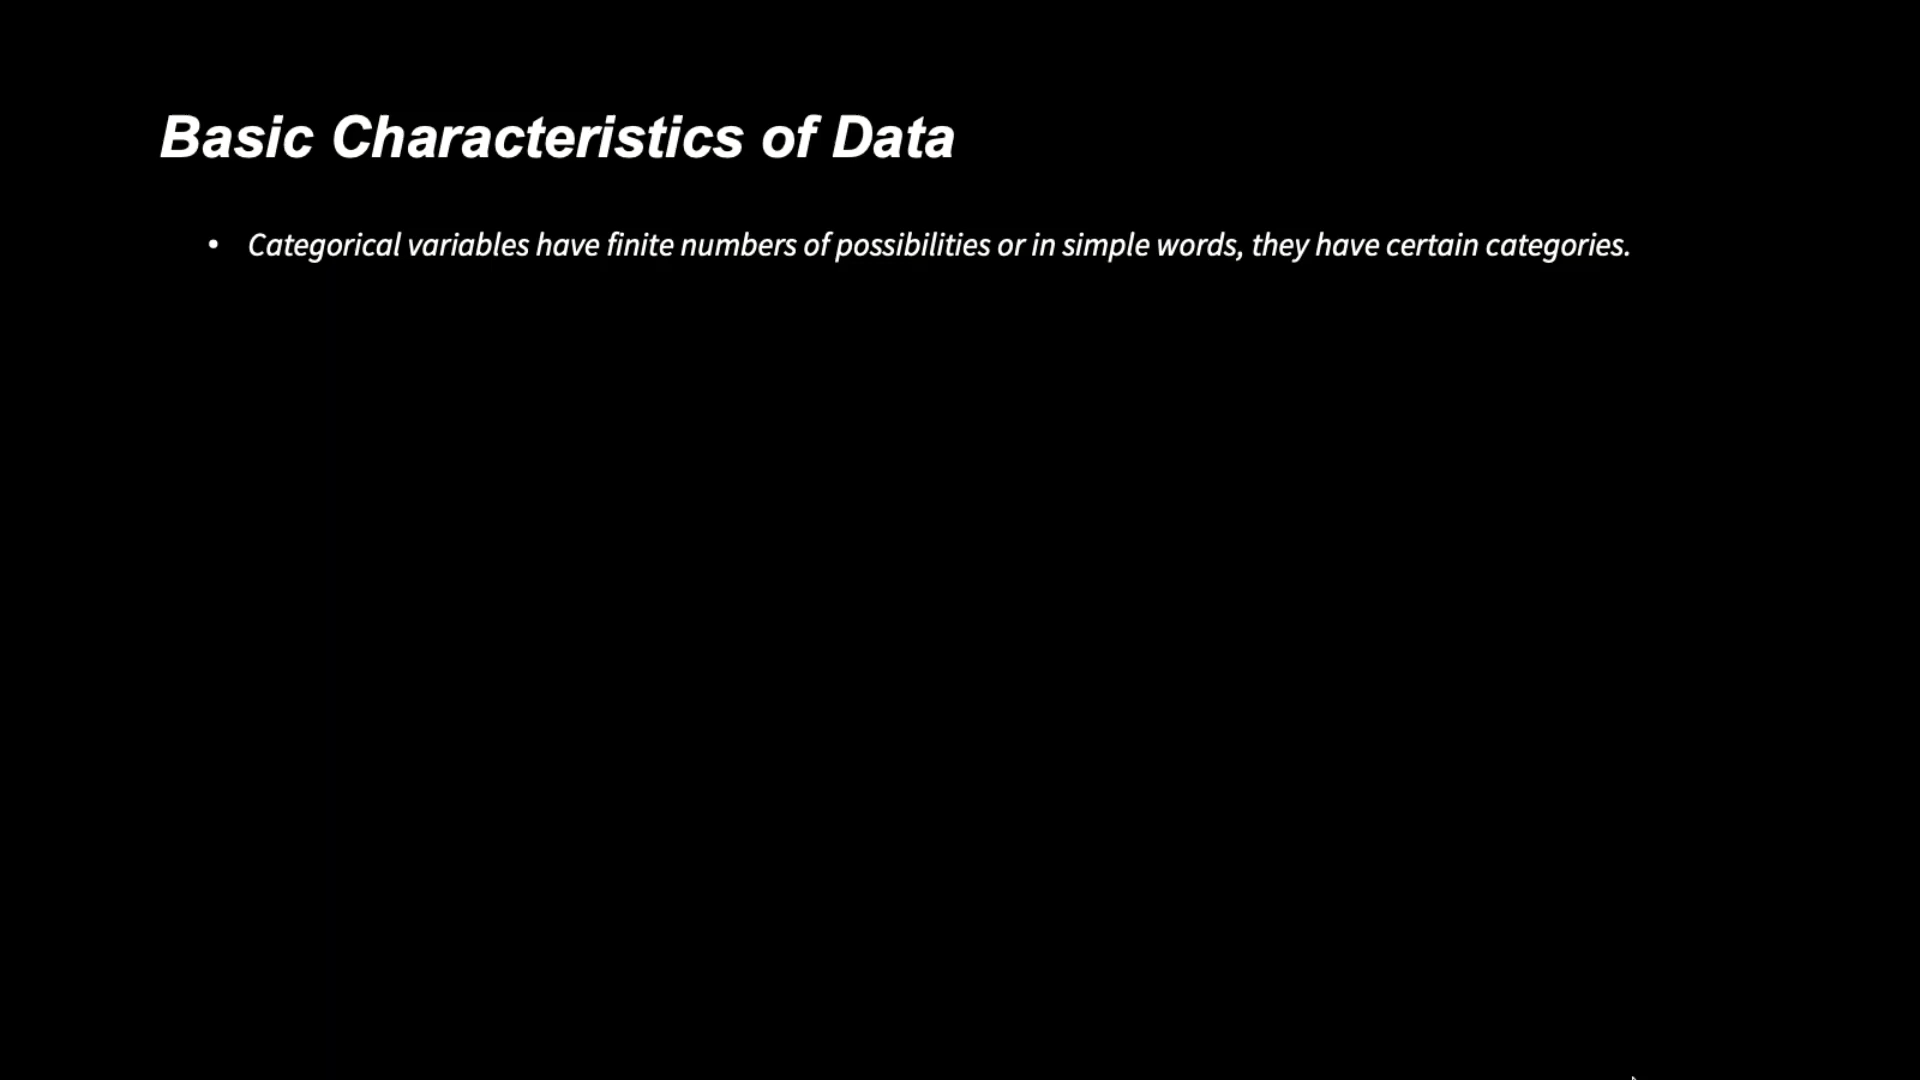 Basic Characteristics of Data
• Categorical variables have finite numbers of possibilities or in simple words, they have certain categories.